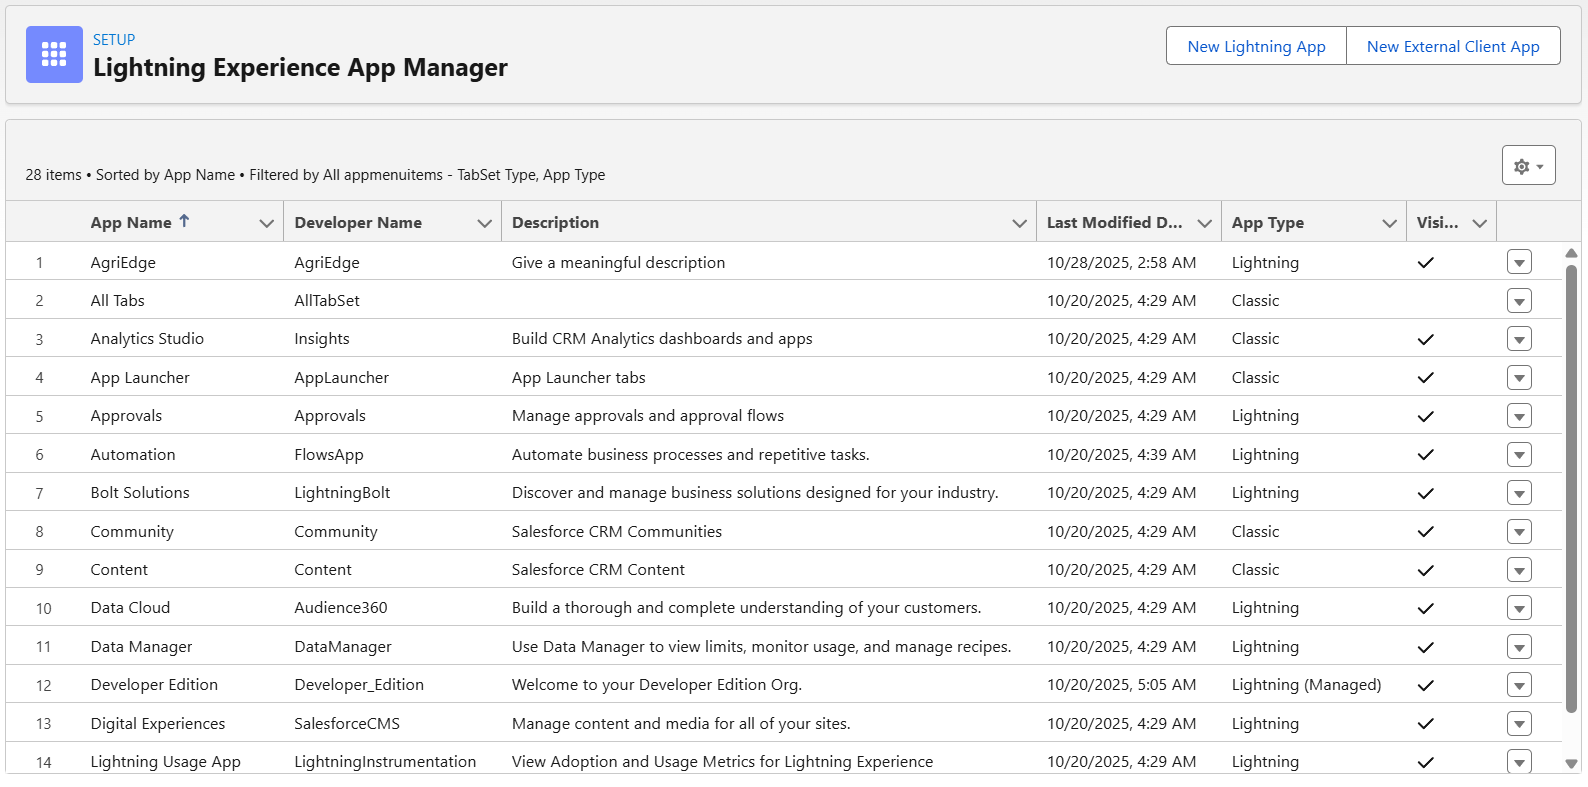 SETUP
Lightning Experience App Manager
New Lightning App New External Client App
28 items • Sorted by App Name • Filtered by All appmenuitems - TabSet Type, App Type
App Name Developer Name Description Last Modified D... App Type Visi...
1 AgriEdge AgriEdge Give a meaningful description 10/28/2025, 2:58 AM Lightning
2 All Tabs AllTabSet 10/20/2025, 4:29 AM Classic
3 Analytics Studio Insights Build CRM Analytics dashboards and apps 10/20/2025, 4:29 AM Classic
4 App Launcher AppLauncher App Launcher tabs 10/20/2025, 4:29 AM Classic
5 Approvals Approvals Manage approvals and approval flows 10/20/2025, 4:29 AM Lightning
6 Automation FlowsApp Automate business processes and repetitive tasks. 10/20/2025, 4:39 AM Lightning
7 Bolt Solutions LightningBolt Discover and manage business solutions designed for your industry. 10/20/2025, 4:29 AM Lightning
8 Community Community Salesforce CRM Communities 10/20/2025, 4:29 AM Classic
9 Content Content Salesforce CRM Content 10/20/2025, 4:29 AM Classic
10 Data Cloud Audience360 Build a thorough and complete understanding of your customers. 10/20/2025, 4:29 AM Lightning
11 Data Manager DataManager Use Data Manager to view limits, monitor usage, and manage recipes. 10/20/2025, 4:29 AM Lightning
12 Developer Edition Developer_Edition Welcome to your Developer Edition Org. 10/20/2025, 5:05 AM Lightning (Managed)
13 Digital Experiences SalesforceCMS Manage content and media for all of your sites. 10/20/2025, 4:29 AM Lightning
14 Lightning Usage App LightningInstrumentation View Adoption and Usage Metrics for Lightning Experience 10/20/2025, 4:29 AM Lightning